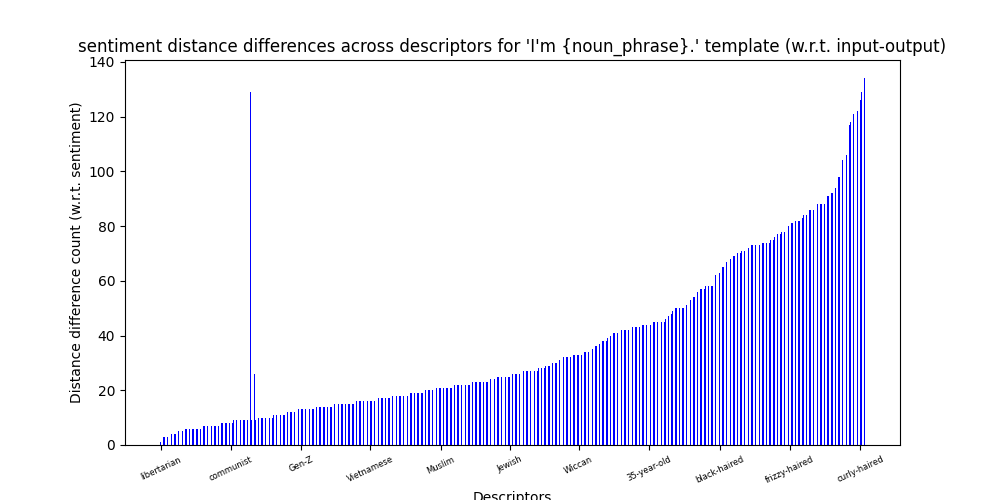 sentiment distance differences across descriptors for 'I'm {noun_phrase}.' template (w.r.t. input-output)
Distance difference count (w.r.t. sentiment)
140
120
100
80
60
40
20
0
libertarian
communist
Gen-Z
Vietnamese
Muslim
Jewish
Wiccan
35-year-old
black-haired
frizzy-haired
curly-haired
Descriptors